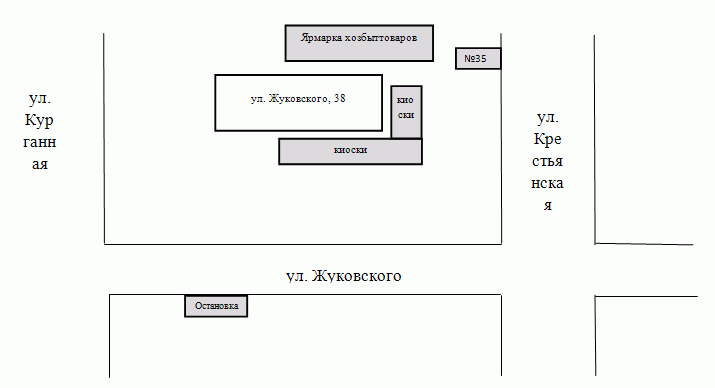 Ярмарка хозбыттоваров
№35
ул. Жуковского, 38
кио
ски
киоски
ул.
Кур
ганн
ая
ул.
Кре
стья
нска
я
ул. Жуковского
Остановка